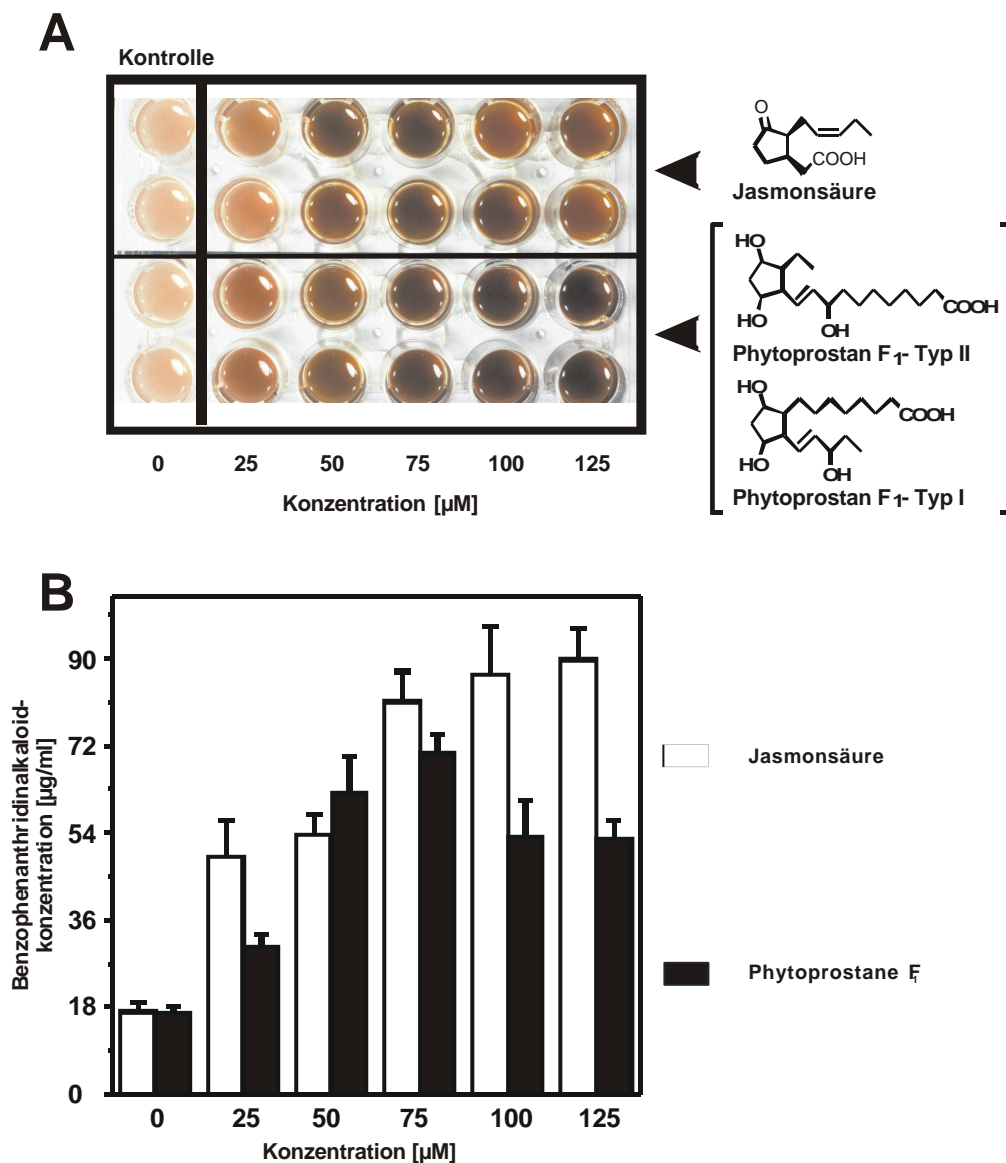 A
Kontrolle
O
COOH
Jasmonsäure
HO
HO
OH
COOH
Phytoprostan F1- Typ II
HO
COOH
HO
OH
Phytoprostan F1- Typ I
0 25 50 75 100 125
Konzentration [µM]
B
90
72
54
36
18
0
Benzophenanthridinalkaloid-
konzentration [µg/ml]
0 25 50 75 100 125
Konzentration [µM]
Jasmonsäure
Phytoprostane F1